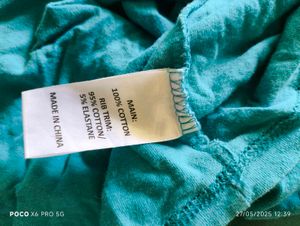 MAIN:
100% COTTON
RIB TRIM:
95% COTTON/
5% ELASTANE
MADE IN CHINA
POCO X6 PRO 5G
27/05/2025 12:39